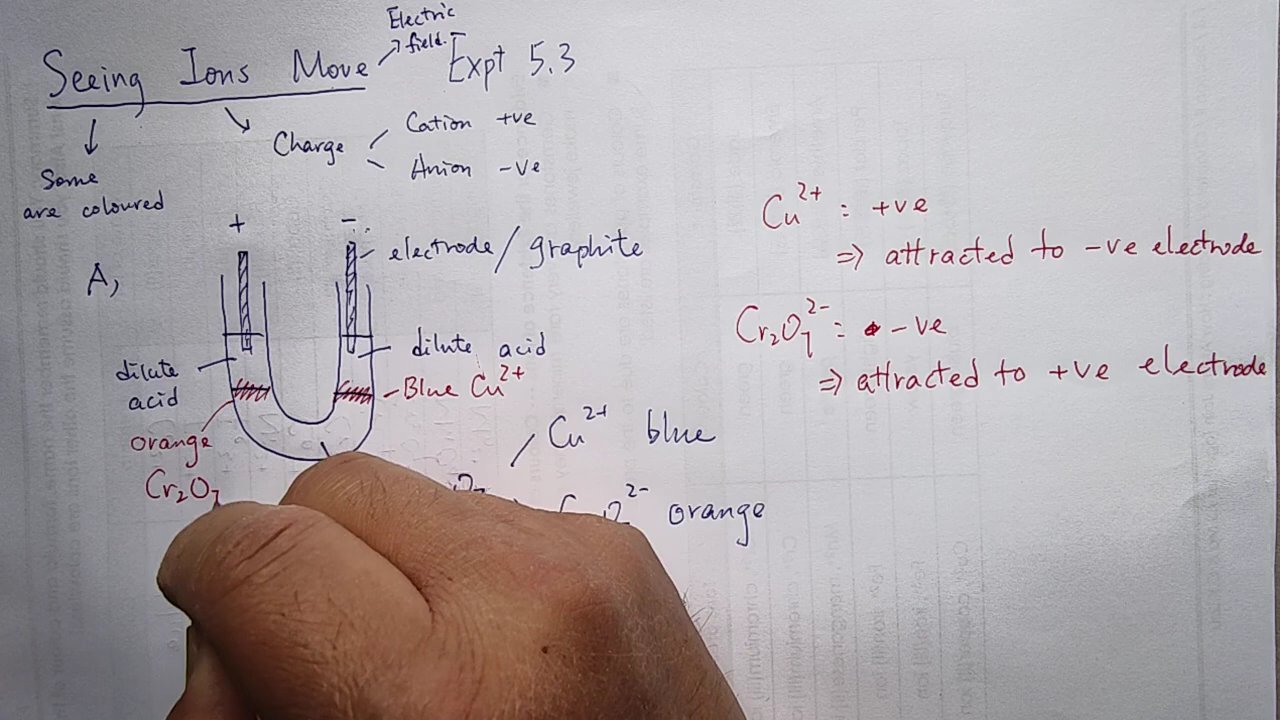 Electric
field.
Seeing Ions Move Expt 5.3
Charge
Cation +ve
Anion -ve
Some
are coloured
+ -
electrode / graphite
A,
dilute
acid
dilute acid
Blue Cu²⁺
orange
Cr₂O₇
Cu²⁺ blue
2- orange
Cu²⁺ : +ve
⇒ attracted to -ve electrode
Cr₂O₇²⁻ : -ve
⇒ attracted to +ve electrode